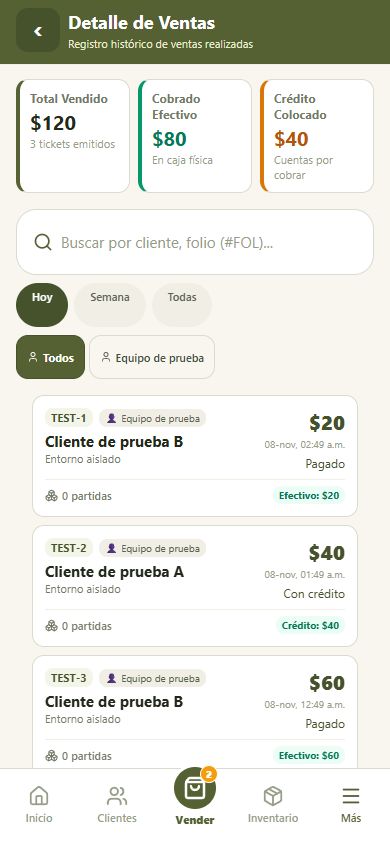 Detalle de Ventas
Registro histórico de ventas realizadas
Total Vendido
$120
3 tickets emitidos
Cobrado
Efectivo
$80
En caja física
Crédito
Colocado
$40
Cuentas por
cobrar
Buscar por cliente, folio (#FOL)...
Hoy
Semana
Todas
Todos
Equipo de prueba
TEST-1
Equipo de prueba
$20
Cliente de prueba B
08-nov, 02:49 a.m.
Entorno aislado
Pagado
0 partidas
Efectivo: $20
TEST-2
Equipo de prueba
$40
Cliente de prueba A
08-nov, 01:49 a.m.
Entorno aislado
Con crédito
0 partidas
Crédito: $40
TEST-3
Equipo de prueba
$60
Cliente de prueba B
08-nov, 12:49 a.m.
Entorno aislado
Pagado
0 partidas
Efectivo: $60
2
Inicio
Clientes
Vender
Inventario
Más